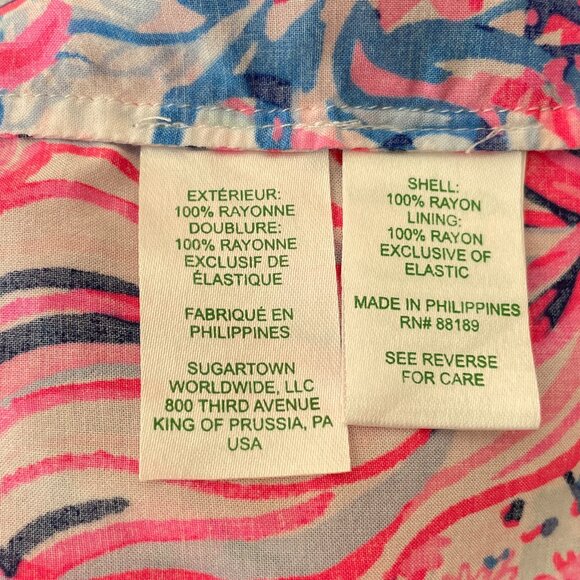 EXTÉRIEUR:
100% RAYONNE
DOUBLURE:
100% RAYONNE
EXCLUSIF DE
ÉLASTIQUE
FABRIQUÉ EN
PHILIPPINES
SUGARTOWN
WORLDWIDE, LLC
800 THIRD AVENUE
KING OF PRUSSIA, PA
USA
SHELL:
100% RAYON
LINING:
100% RAYON
EXCLUSIVE OF
ELASTIC
MADE IN PHILIPPINES
RN# 88189
SEE REVERSE
FOR CARE